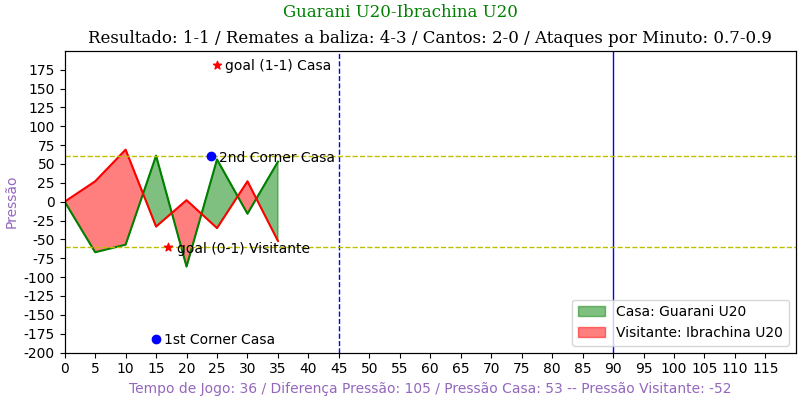 Guarani U20-Ibrachina U20
Resultado: 1-1 / Remates a baliza: 4-3 / Cantos: 2-0 / Ataques por Minuto: 0.7-0.9
Pressão
175
150
125
100
75
50
25
0
-25
-50
-75
-100
-125
-150
-175
-200
goal (1-1) Casa
2nd Corner Casa
goal (0-1) Visitante
1st Corner Casa
Casa: Guarani U20
Visitante: Ibrachina U20
0 5 10 15 20 25 30 35 40 45 50 55 60 65 70 75 80 85 90 95 100 105 110 115
Tempo de Jogo: 36 / Diferença Pressão: 105 / Pressão Casa: 53 -- Pressão Visitante: -52